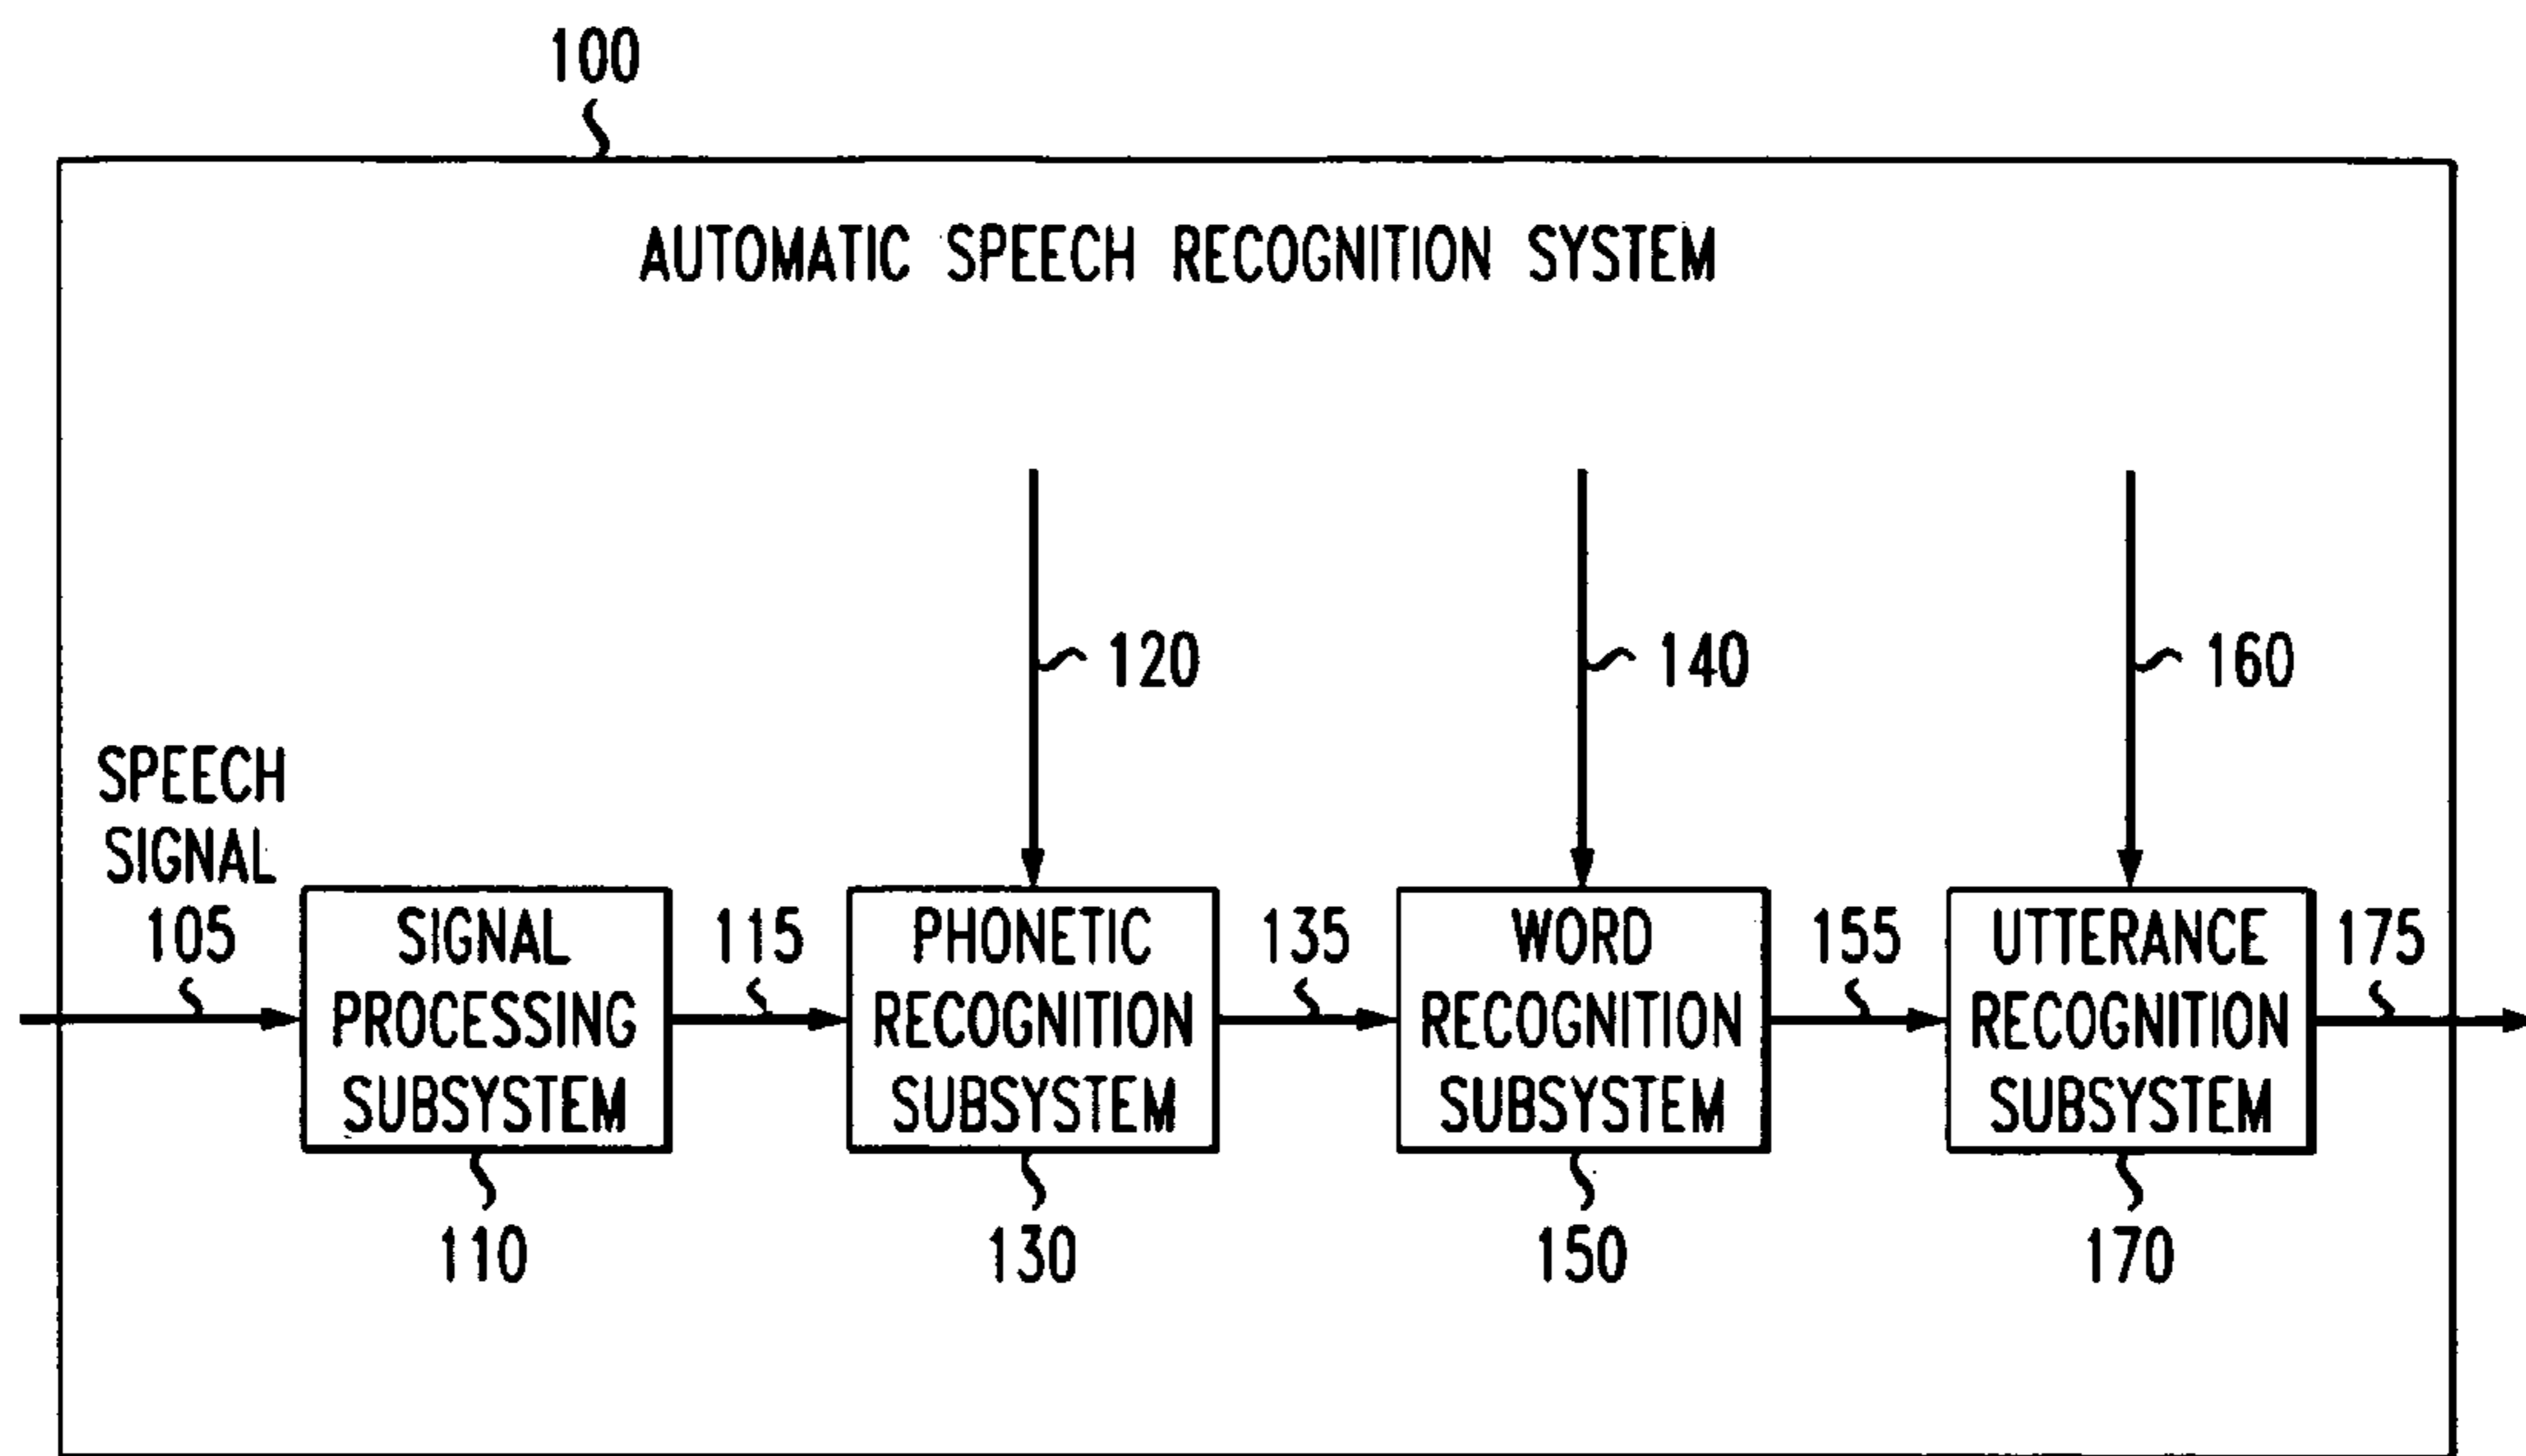 100
AUTOMATIC SPEECH RECOGNITION SYSTEM
120
140
160
SPEECH
SIGNAL
105
SIGNAL
PROCESSING
SUBSYSTEM
115
PHONETIC
RECOGNITION
SUBSYSTEM
135
WORD
RECOGNITION
SUBSYSTEM
155
UTTERANCE
RECOGNITION
SUBSYSTEM
175
110
130
150
170